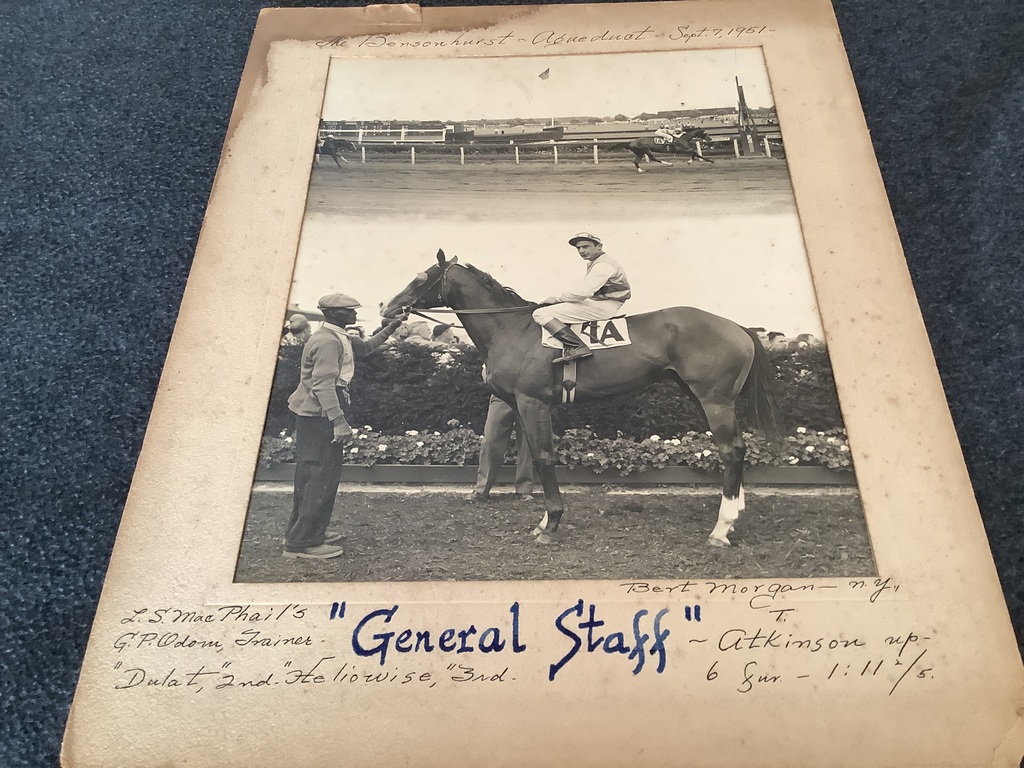 The Bensonhurst - Aqueduct - Sept. 7, 1951 -
4A
Bert Morgan - N.Y.,
L.S. MacPhail's
G.P. Odom, Trainer -
"General Staff"
T.
~ Atkinson up -
"Dulat," 2nd. "Heliowise," 3rd.
6 fur. - 1:11 2/5.